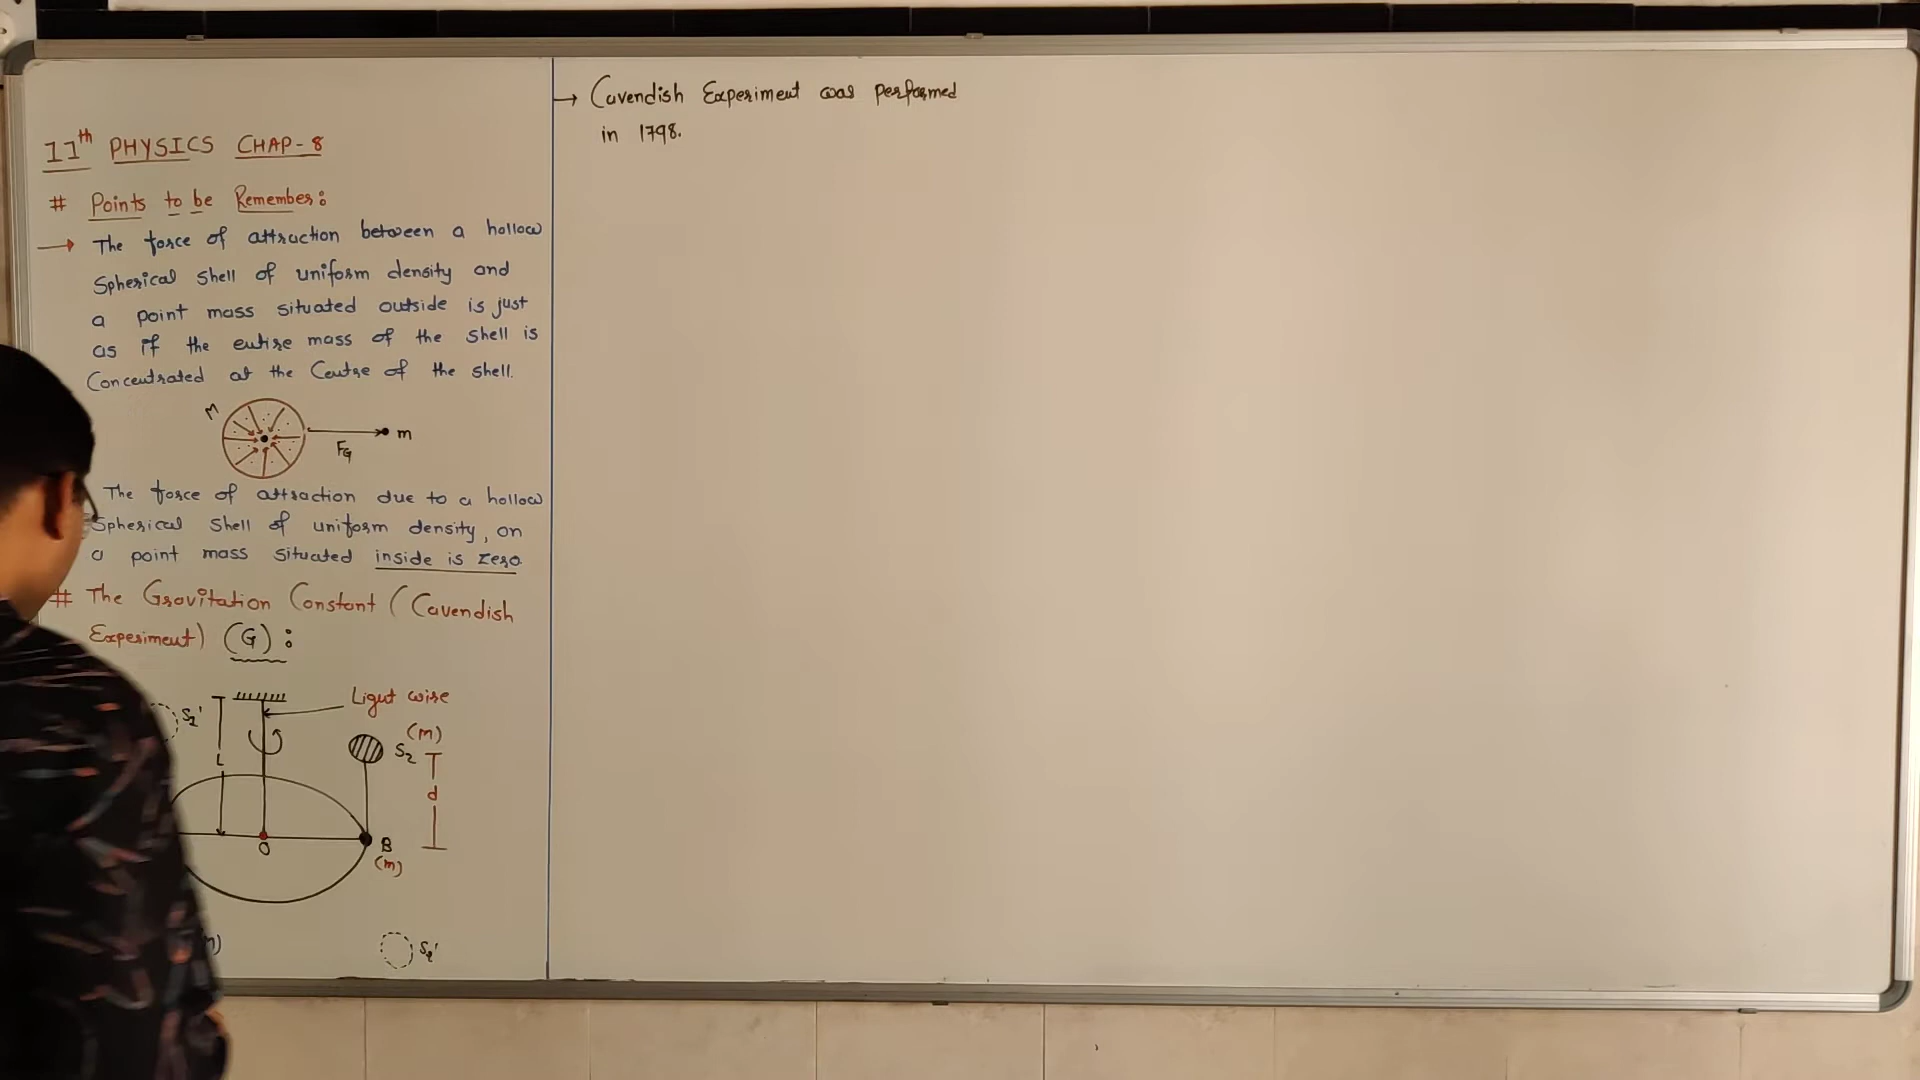 11th PHYSICS CHAP-8
# Points to be Remember:
→ The force of attraction between a hollow
Spherical shell of uniform density and
a point mass situated outside is just
as if the entire mass of the shell is
Concentrated at the Centre of the shell.
M
m
FG
The force of attraction due to a hollow
Spherical shell of uniform density, on
a point mass situated inside is zero
# The Gravitation Constant (Cavendish
Experiment) (G):
Light wire
S2'
(m)
S2
L
d
O
B
(m)
→ Cavendish Experiment was performed
in 1798.